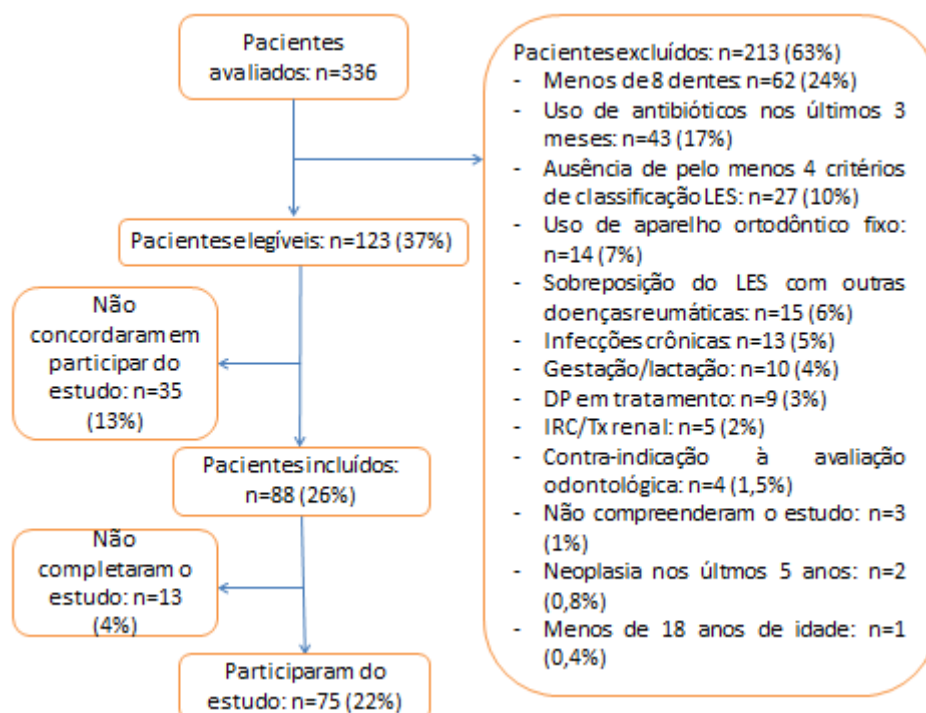 Pacientes
avaliados: n=336
Pacientes excluídos: n=213 (63%)
- Menos de 8 dentes: n=62 (24%)
- Uso de antibióticos nos últimos 3
meses: n=43 (17%)
- Ausência de pelo menos 4 critérios
de classificação LES: n=27 (10%)
- Uso de aparelho ortodôntico fixo:
n=14 (7%)
- Sobreposição do LES com outras
doenças reumáticas: n=15 (6%)
- Infecções crônicas: n=13 (5%)
- Gestação/lactação: n=10 (4%)
- DP em tratamento: n=9 (3%)
- IRC/Tx renal: n=5 (2%)
- Contra-indicação à avaliação
odontológica: n=4 (1,5%)
- Não compreenderam o estudo: n=3
(1%)
- Neoplasia nos últmos 5 anos: n=2
(0,8%)
- Menos de 18 anos de idade: n=1
(0,4%)
Pacientes elegíveis: n=123 (37%)
Não
concordaram em
participar do
estudo: n=35
(13%)
Pacientes incluídos:
n=88 (26%)
Não
completaram o
estudo: n=13
(4%)
Participaram do
estudo: n=75 (22%)